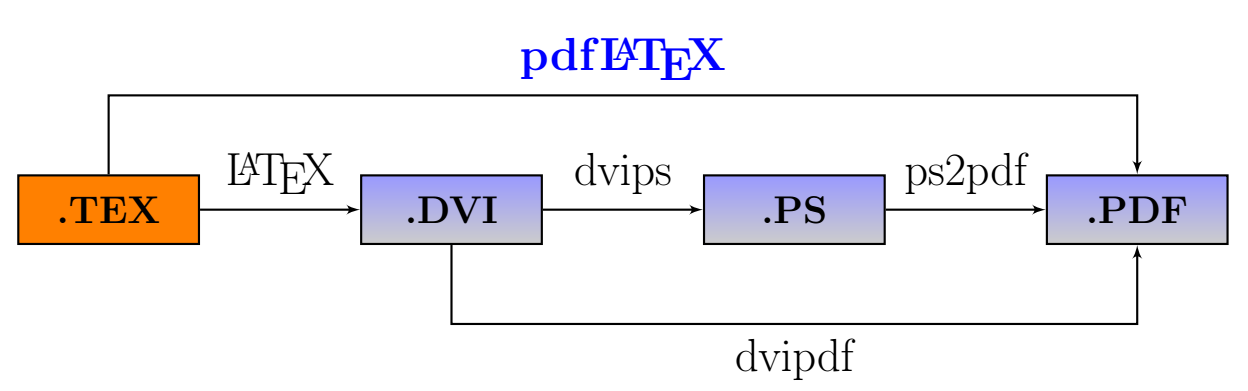 pdfLATEX
LATEX
dvips
ps2pdf
.TEX
.DVI
.PS
.PDF
dvipdf